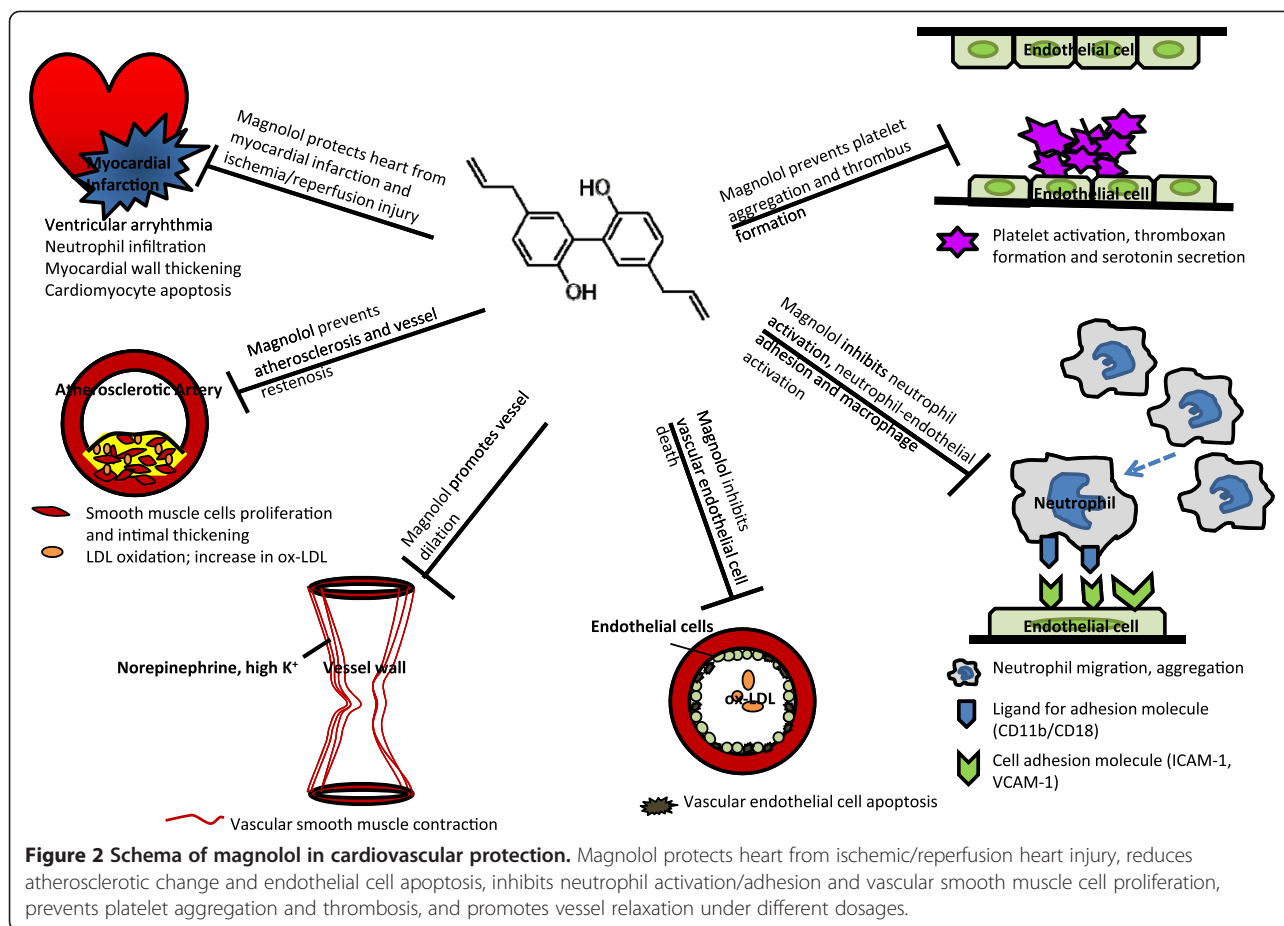 Magnolol protects heart from
myocardial infarction and
ischemia/reperfusion injury
Myocardial
Infarction
Ventricular arryhthmia
Neutrophil infiltration
Myocardial wall thickening
Cardiomyocyte apoptosis
HO
OH
Magnolol prevents platelet
aggregation and thrombus
formation
Endothelial cell
Endothelial cell
Platelet activation, thromboxan
formation and serotonin secretion
Magnolol prevents
atherosclerosis and vessel
restenosis
Atherosclerotic Artery
Smooth muscle cells proliferation
and intimal thickening
LDL oxidation; increase in ox-LDL
Magnolol promotes vessel
dilation
Norepinephrine, high K⁺
Vessel wall
Vascular smooth muscle contraction
Magnolol inhibits
vascular endothelial cell
death
Endothelial cells
ox-LDL
Vascular endothelial cell apoptosis
Magnolol inhibits neutrophil
activation, neutrophil-endothelial
adhesion and macrophage
activation
Neutrophil
Endothelial cell
Neutrophil migration, aggregation
Ligand for adhesion molecule
(CD11b/CD18)
Cell adhesion molecule (ICAM-1,
VCAM-1)
Figure 2 Schema of magnolol in cardiovascular protection. Magnolol protects heart from ischemic/reperfusion heart injury, reduces
atherosclerotic change and endothelial cell apoptosis, inhibits neutrophil activation/adhesion and vascular smooth muscle cell proliferation,
prevents platelet aggregation and thrombosis, and promotes vessel relaxation under different dosages.